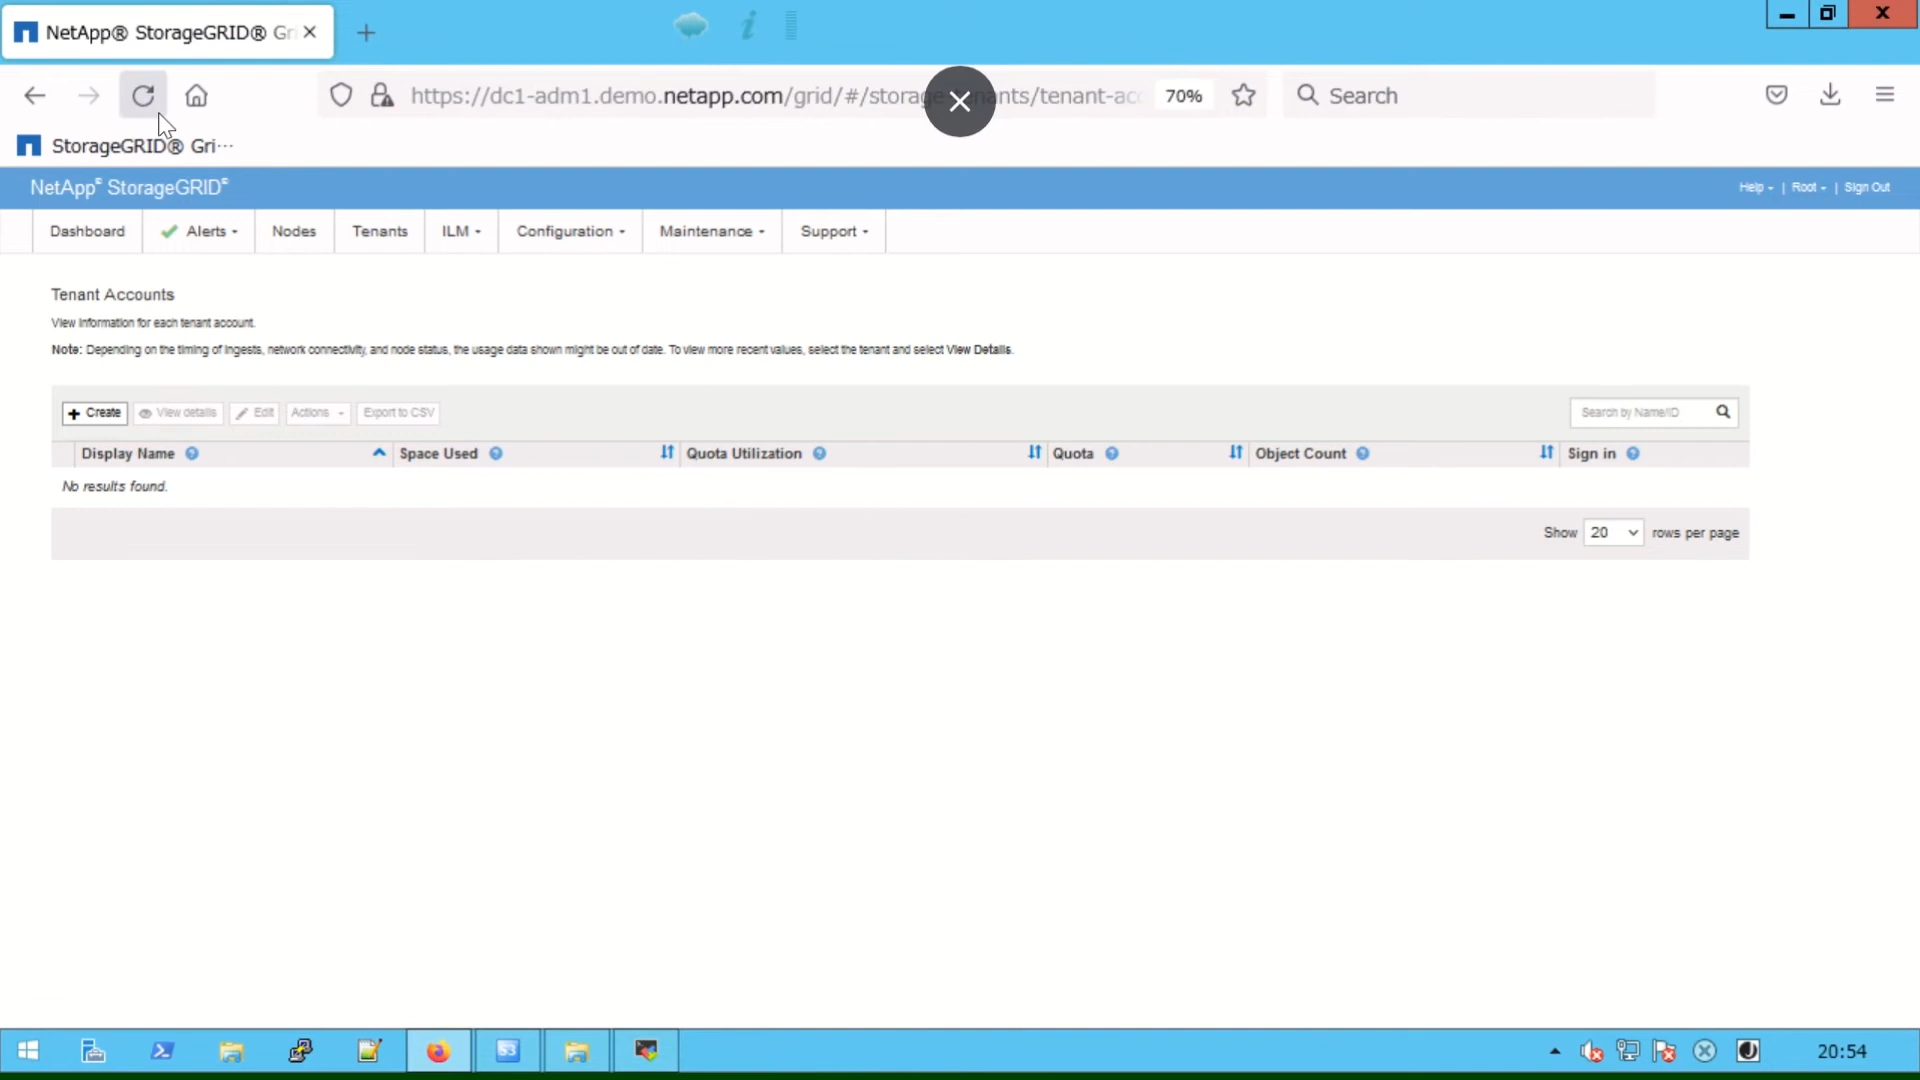 NetApp® StorageGRID® Gri
https://dc1-adm1.demo.netapp.com/grid/#/storage-tenants/tenant-acc
70%
Search
StorageGRID® Gri···
NetApp® StorageGRID®
Help
| Root
| Sign Out
Dashboard
Alerts
Nodes
Tenants
ILM
Configuration
Maintenance
Support
Tenant Accounts
View information for each tenant account.
Note: Depending on the timing of ingests, network connectivity, and node status, the usage data shown might be out of date. To view more recent values, select the tenant and select View Details.
+ Create
View details
Edit
Actions
Export to CSV
Search by Name/ID
Display Name
Space Used
Quota Utilization
Quota
Object Count
Sign in
No results found.
Show 20 rows per page
S3
20:54